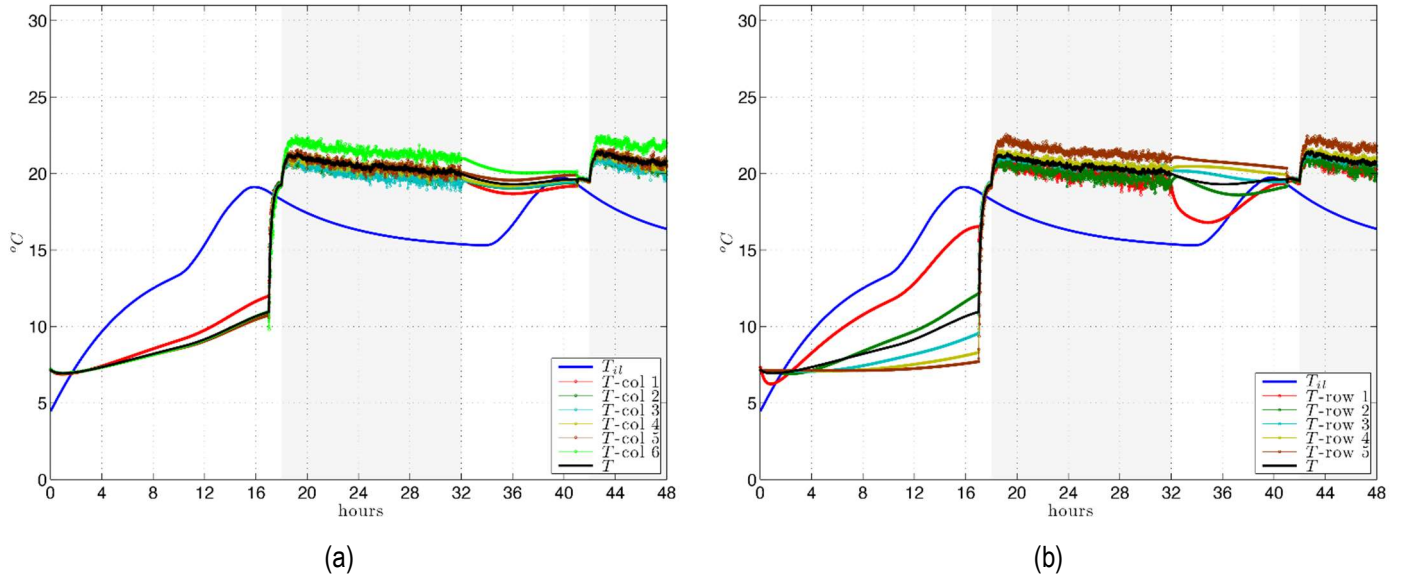 30
25
20
15
10
5
0
°C
0 4 8 12 16 20 24 28 32 36 40 44 48
hours
T_il
T-col 1
T-col 2
T-col 3
T-col 4
T-col 5
T-col 6
T
(a)
30
25
20
15
10
5
0
°C
0 4 8 12 16 20 24 28 32 36 40 44 48
hours
T_il
T-row 1
T-row 2
T-row 3
T-row 4
T-row 5
T
(b)